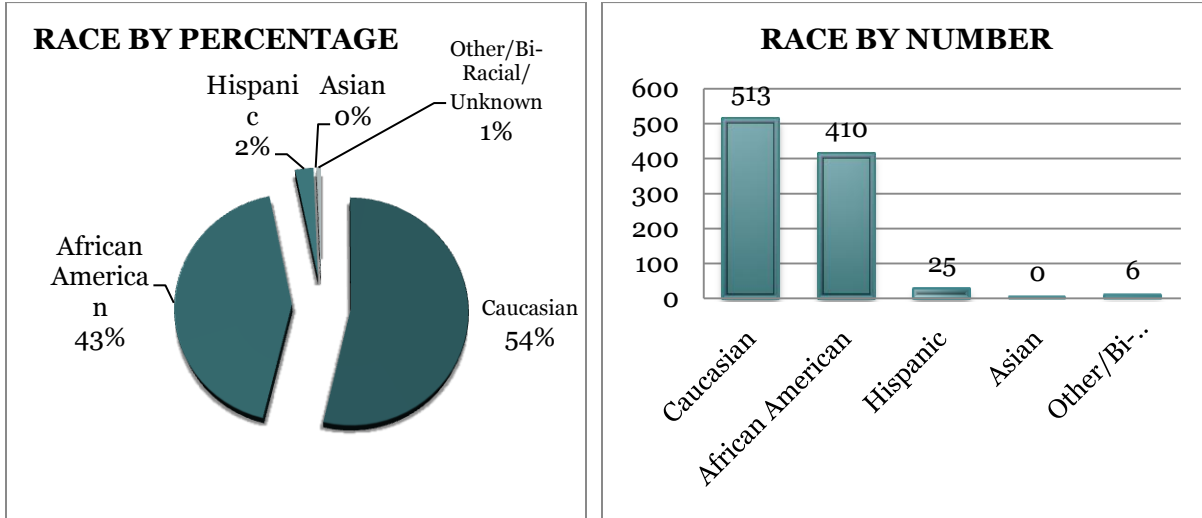 RACE BY PERCENTAGE
Other/Bi-
Racial/
Unknown
1%
Hispani
c
2%
Asian
0%
African
America
n
43%
Caucasian
54%
RACE BY NUMBER
600
500
400
300
200
100
0
513
410
25
0
6
Caucasian
African American
Hispanic
Asian
Other/Bi-..